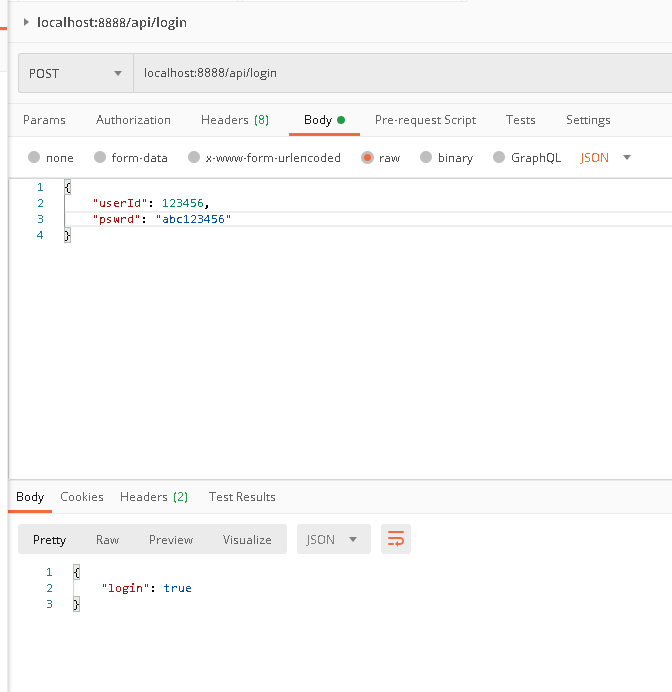 localhost:8888/api/login
POST localhost:8888/api/login
Params Authorization Headers (8) Body Pre-request Script Tests Settings
none form-data x-www-form-urlencoded raw binary GraphQL JSON
1 {
2 "userId": 123456,
3 "pswrd": "abc123456"
4 }
Body Cookies Headers (2) Test Results
Pretty Raw Preview Visualize JSON
1 {
2 "login": true
3 }